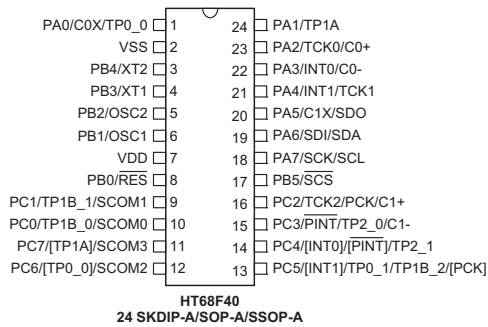 PA0/C0X/TP0_0 1 24 PA1/TP1A
VSS 2 23 PA2/TCK0/C0+
PB4/XT2 3 22 PA3/INT0/C0-
PB3/XT1 4 21 PA4/INT1/TCK1
PB2/OSC2 5 20 PA5/C1X/SDO
PB1/OSC1 6 19 PA6/SDI/SDA
VDD 7 18 PA7/SCK/SCL
PB0/RES 8 17 PB5/SCS
PC1/TP1B_1/SCOM1 9 16 PC2/TCK2/PCK/C1+
PC0/TP1B_0/SCOM0 10 15 PC3/PINT/TP2_0/C1-
PC7/[TP1A]/SCOM3 11 14 PC4/[INT0]/[PINT]/TP2_1
PC6/[TP0_0]/SCOM2 12 13 PC5/[INT1]/TP0_1/TP1B_2/[PCK]
HT68F40
24 SKDIP-A/SOP-A/SSOP-A